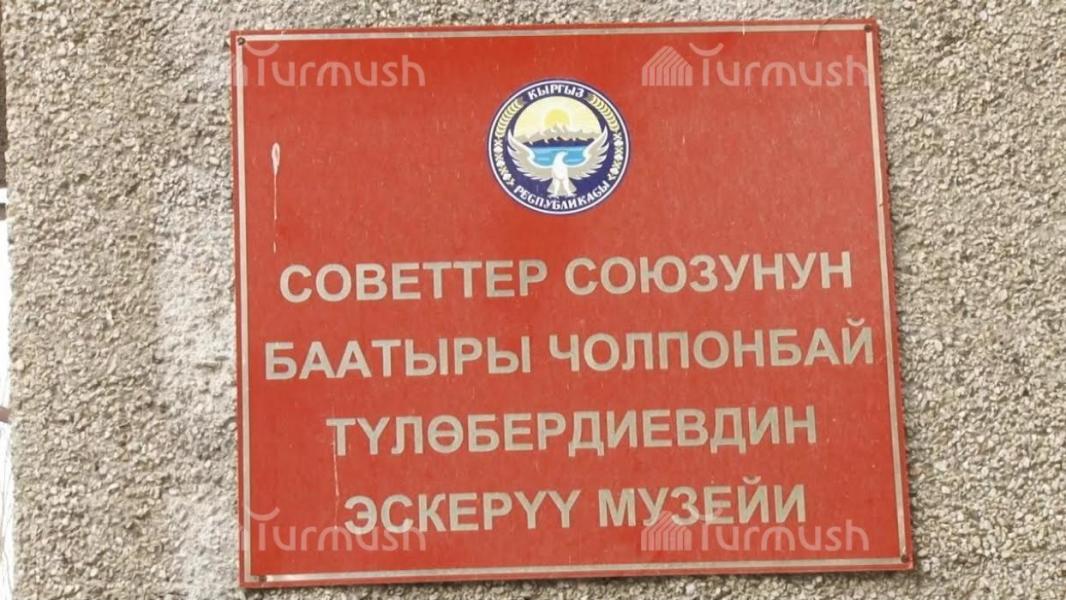 Turmush Turmush
КЫРГЫЗ
РЕСПУБЛИКАСЫ
СОВЕТТЕР СОЮЗУНУН
БААТЫРЫ ЧОЛПОНБАЙ
ТҮЛӨБЕРДИЕВДИН
ЭСКЕРҮҮ МУЗЕЙИ
Turmush Turmush